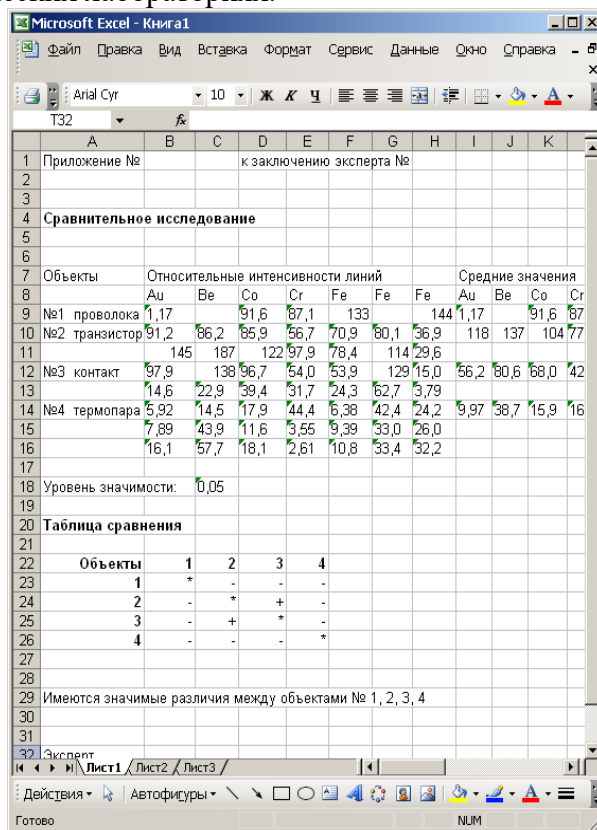 Microsoft Excel - Книга1
Файл Правка Вид Вставка Формат Сервис Данные Окно Справка
Arial Cyr 10 Ж К Ч
T32 fx
A B C D E F G H I J K
1 Приложение № к заключению эксперта №
2
3
4 Сравнительное исследование
5
6
7 Объекты Относительные интенсивности линий Средние значения
8 Au Be Co Cr Fe Fe Fe Au Be Co Cr
9 №1 проволока 1,17 91,6 87,1 133 144 1,17 91,6 87
10 №2 транзистор 91,2 86,2 85,9 56,7 70,9 80,1 36,9 118 137 104 77
11 145 187 122 97,9 78,4 114 29,6
12 №3 контакт 97,9 138 96,7 54,0 53,9 129 15,0 56,2 80,6 68,0 42
13 14,6 22,9 39,4 31,7 24,3 62,7 3,79
14 №4 термопара 5,92 14,5 17,9 44,4 6,38 42,4 24,2 9,97 38,7 15,9 16
15 7,89 43,9 11,6 3,55 9,39 33,0 26,0
16 16,1 57,7 18,1 2,61 10,8 33,4 32,2
17
18 Уровень значимости: 0,05
19
20 Таблица сравнения
21
22 Объекты 1 2 3 4
23 1 * - - -
24 2 - * + -
25 3 - + * -
26 4 - - - *
27
28
29 Имеются значимые различия между объектами № 1, 2, 3, 4
30
31
32 Эксперт
Лист1 Лист2 Лист3
Действия Автофигуры
Готово NUM